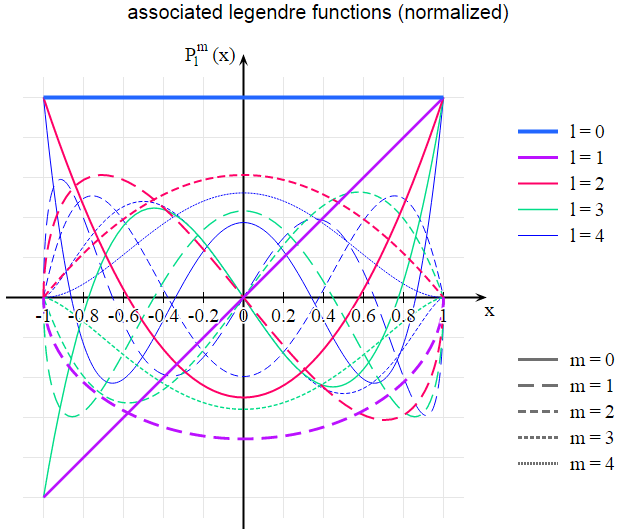 associated legendre functions (normalized)
P_l^m (x)
l = 0
l = 1
l = 2
l = 3
l = 4
-1 -0.8 -0.6 -0.4 -0.2 0 0.2 0.4 0.6 0.8 1
x
m = 0
m = 1
m = 2
m = 3
m = 4